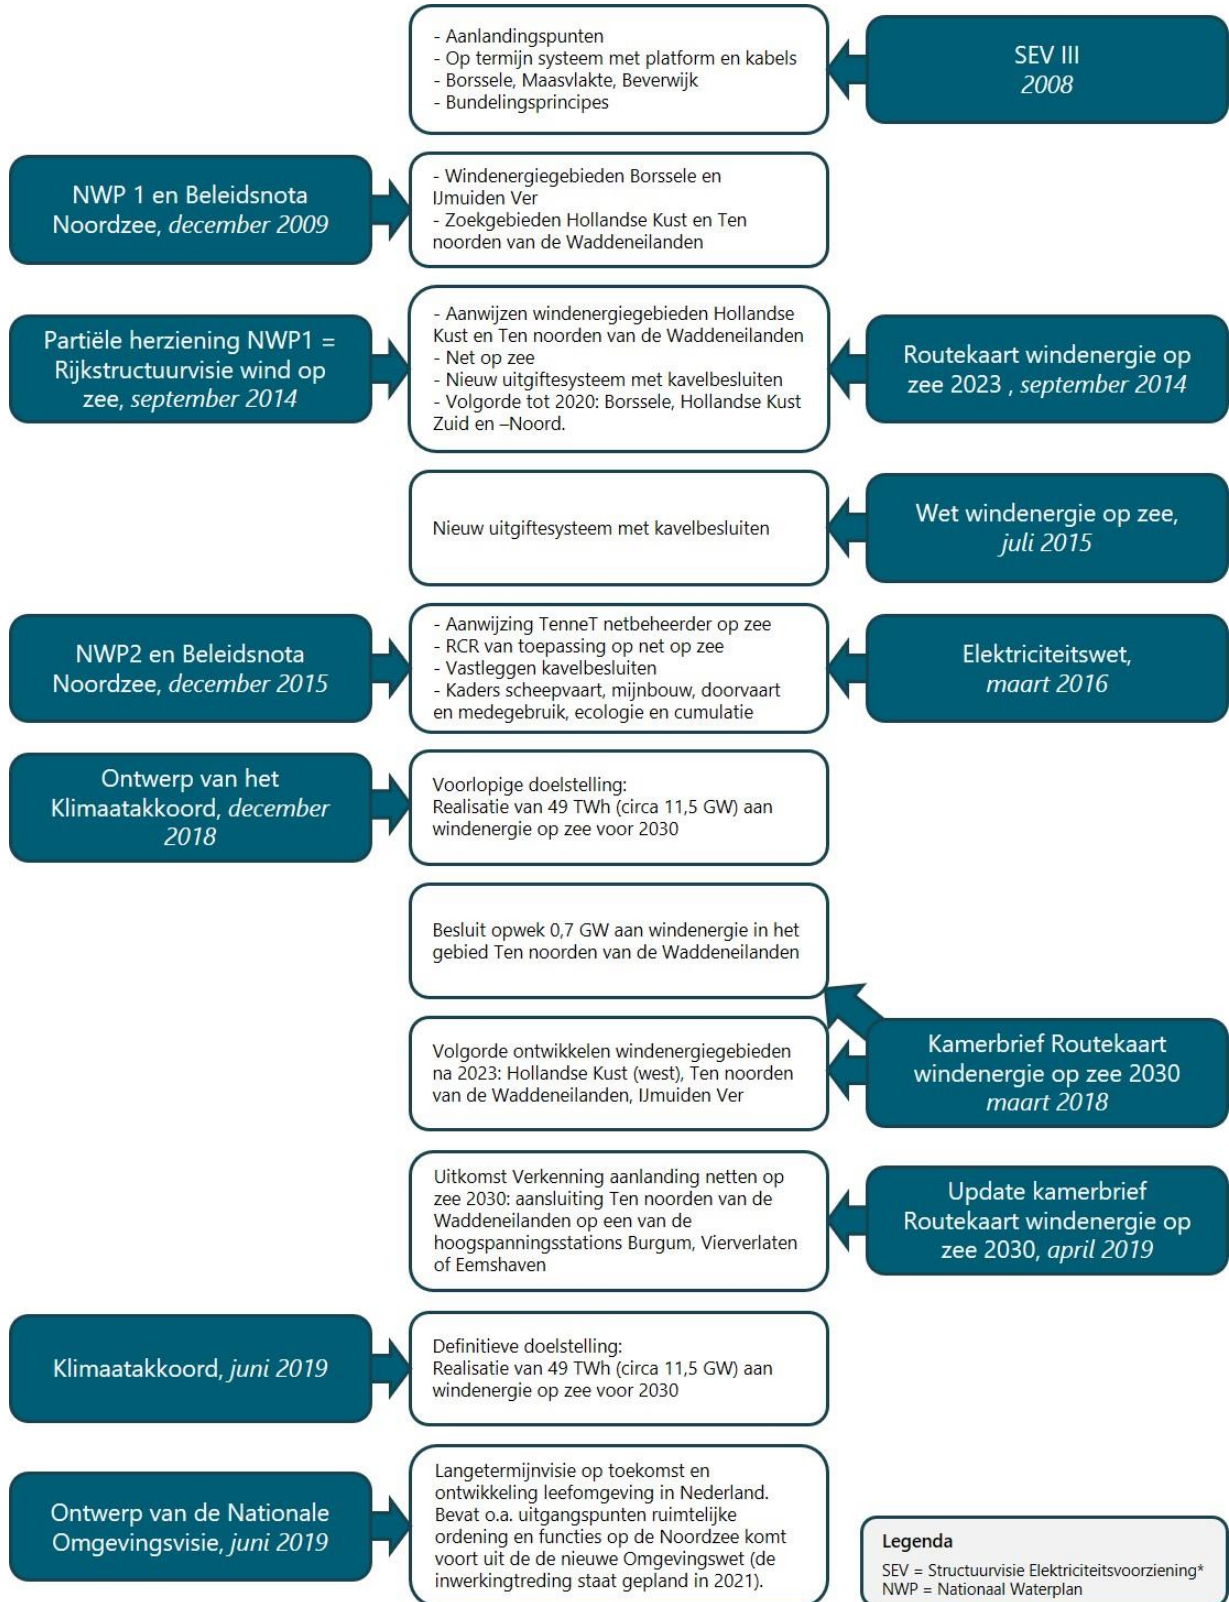 - Aanlandingspunten
- Op termijn systeem met platform en kabels
- Borssele, Maasvlakte, Beverwijk
- Bundelingsprincipes
SEV III
2008
NWP 1 en Beleidsnota
Noordzee, december 2009
- Windenergiegebieden Borssele en
IJmuiden Ver
- Zoekgebieden Hollandse Kust en Ten
noorden van de Waddeneilanden
Partiële herziening NWP1 =
Rijkstructuurvisie wind op
zee, september 2014
- Aanwijzen windenergiegebieden Hollandse
Kust en Ten noorden van de Waddeneilanden
- Net op zee
- Nieuw uitgiftesysteem met kavelbesluiten
- Volgorde tot 2020: Borssele, Hollandse Kust
Zuid en –Noord.
Routekaart windenergie op
zee 2023 , september 2014
Nieuw uitgiftesysteem met kavelbesluiten
Wet windenergie op zee,
juli 2015
NWP2 en Beleidsnota
Noordzee, december 2015
- Aanwijzing TenneT netbeheerder op zee
- RCR van toepassing op net op zee
- Vastleggen kavelbesluiten
- Kaders scheepvaart, mijnbouw, doorvaart
en medegebruik, ecologie en cumulatie
Elektriciteitswet,
maart 2016
Ontwerp van het
Klimaatakkoord, december
2018
Voorlopige doelstelling:
Realisatie van 49 TWh (circa 11,5 GW) aan
windenergie op zee voor 2030
Besluit opwek 0,7 GW aan windenergie in het
gebied Ten noorden van de Waddeneilanden
Volgorde ontwikkelen windenergiegebieden
na 2023: Hollandse Kust (west), Ten noorden
van de Waddeneilanden, IJmuiden Ver
Kamerbrief Routekaart
windenergie op zee 2030
maart 2018
Uitkomst Verkenning aanlanding netten op
zee 2030: aansluiting Ten noorden van de
Waddeneilanden op een van de
hoogspanningsstations Burgum, Vierverlaten
of Eemshaven
Update kamerbrief
Routekaart windenergie op
zee 2030, april 2019
Klimaatakkoord, juni 2019
Definitieve doelstelling:
Realisatie van 49 TWh (circa 11,5 GW) aan
windenergie op zee voor 2030
Ontwerp van de Nationale
Omgevingsvisie, juni 2019
Langetermijnvisie op toekomst en
ontwikkeling leefomgeving in Nederland.
Bevat o.a. uitgangspunten ruimtelijke
ordening en functies op de Noordzee komt
voort uit de de nieuwe Omgevingswet (de
inwerkingtreding staat gepland in 2021).
Legenda
SEV = Structuurvisie Elektriciteitsvoorziening*
NWP = Nationaal Waterplan